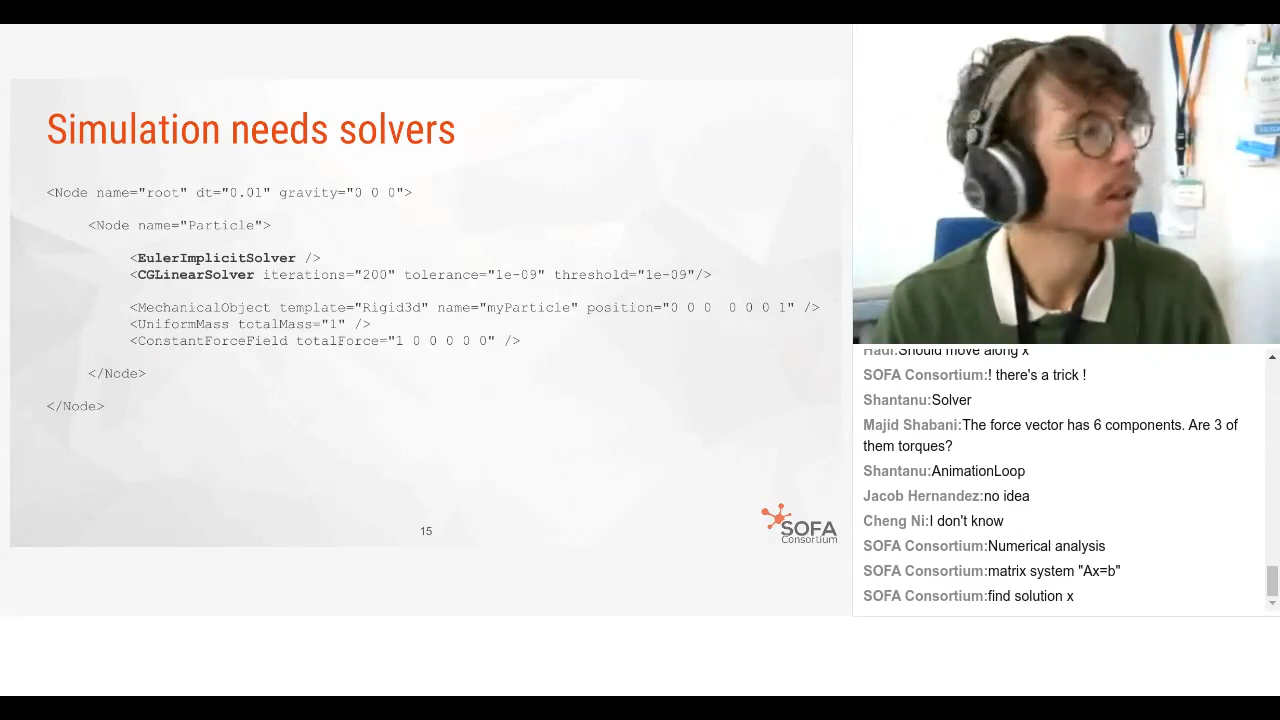 Simulation needs solvers
<Node name="root" dt="0.01" gravity="0 0 0">
<Node name="Particle">
<EulerImplicitSolver />
<CGLinearSolver iterations="200" tolerance="1e-09" threshold="1e-09"/>
<MechanicalObject template="Rigid3d" name="myParticle" position="0 0 0  0 0 0 1" />
<UniformMass totalMass="1" />
<ConstantForceField totalForce="1 0 0 0 0 0" />
</Node>
</Node>
15
SOFA
Consortium
Hadi:Should move along x
SOFA Consortium:! there's a trick !
Shantanu:Solver
Majid Shabani:The force vector has 6 components. Are 3 of
them torques?
Shantanu:AnimationLoop
Jacob Hernandez:no idea
Cheng Ni:I don't know
SOFA Consortium:Numerical analysis
SOFA Consortium:matrix system "Ax=b"
SOFA Consortium:find solution x